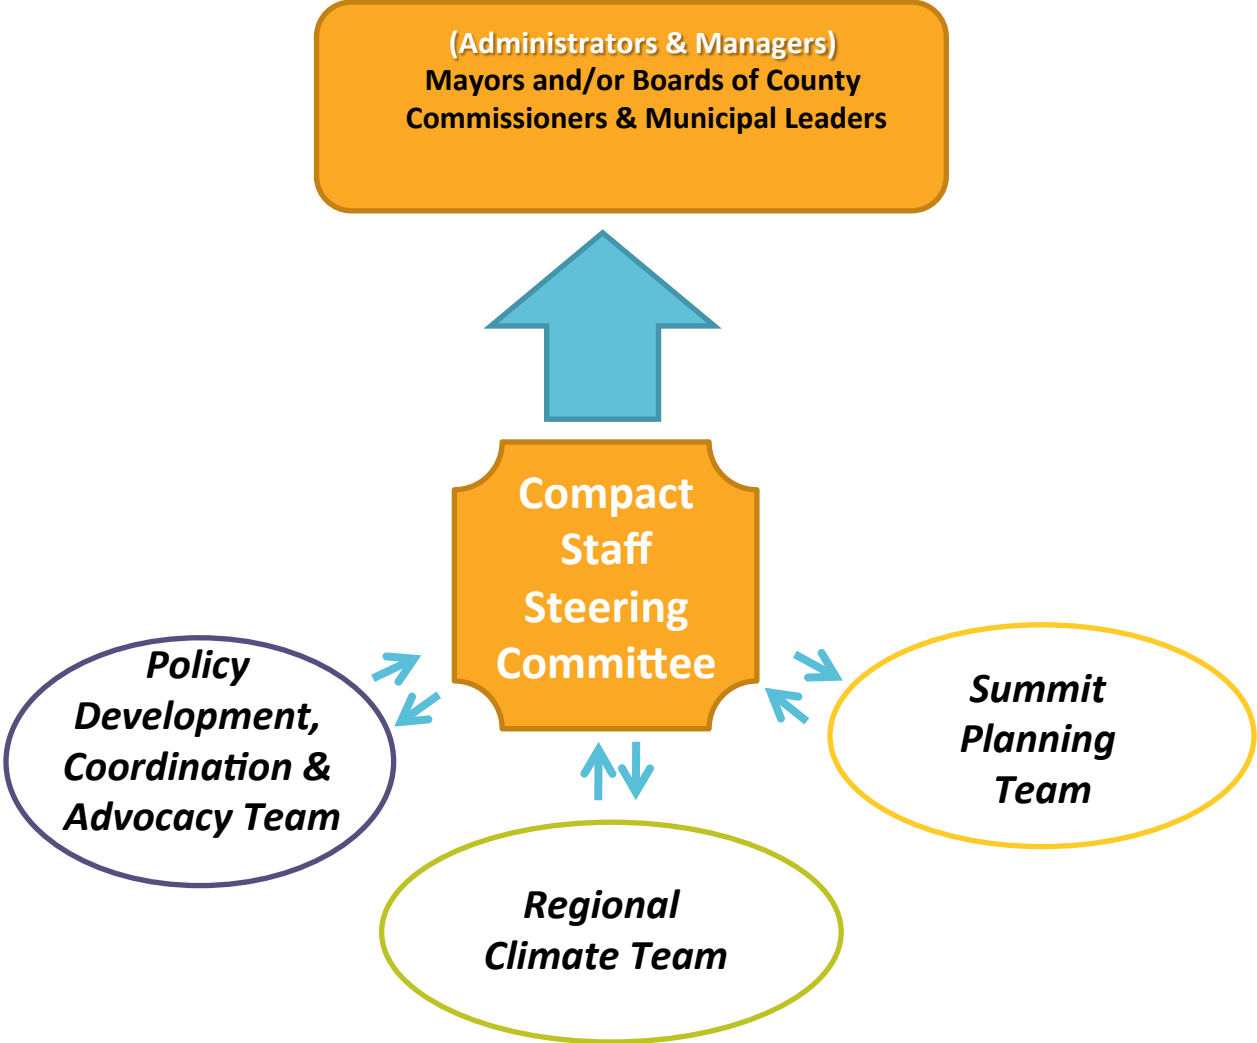 (Administrators & Managers)
Mayors and/or Boards of County
Commissioners & Municipal Leaders
Compact
Staff
Steering
Committee
Policy
Development,
Coordination &
Advocacy Team
Summit
Planning
Team
Regional
Climate Team